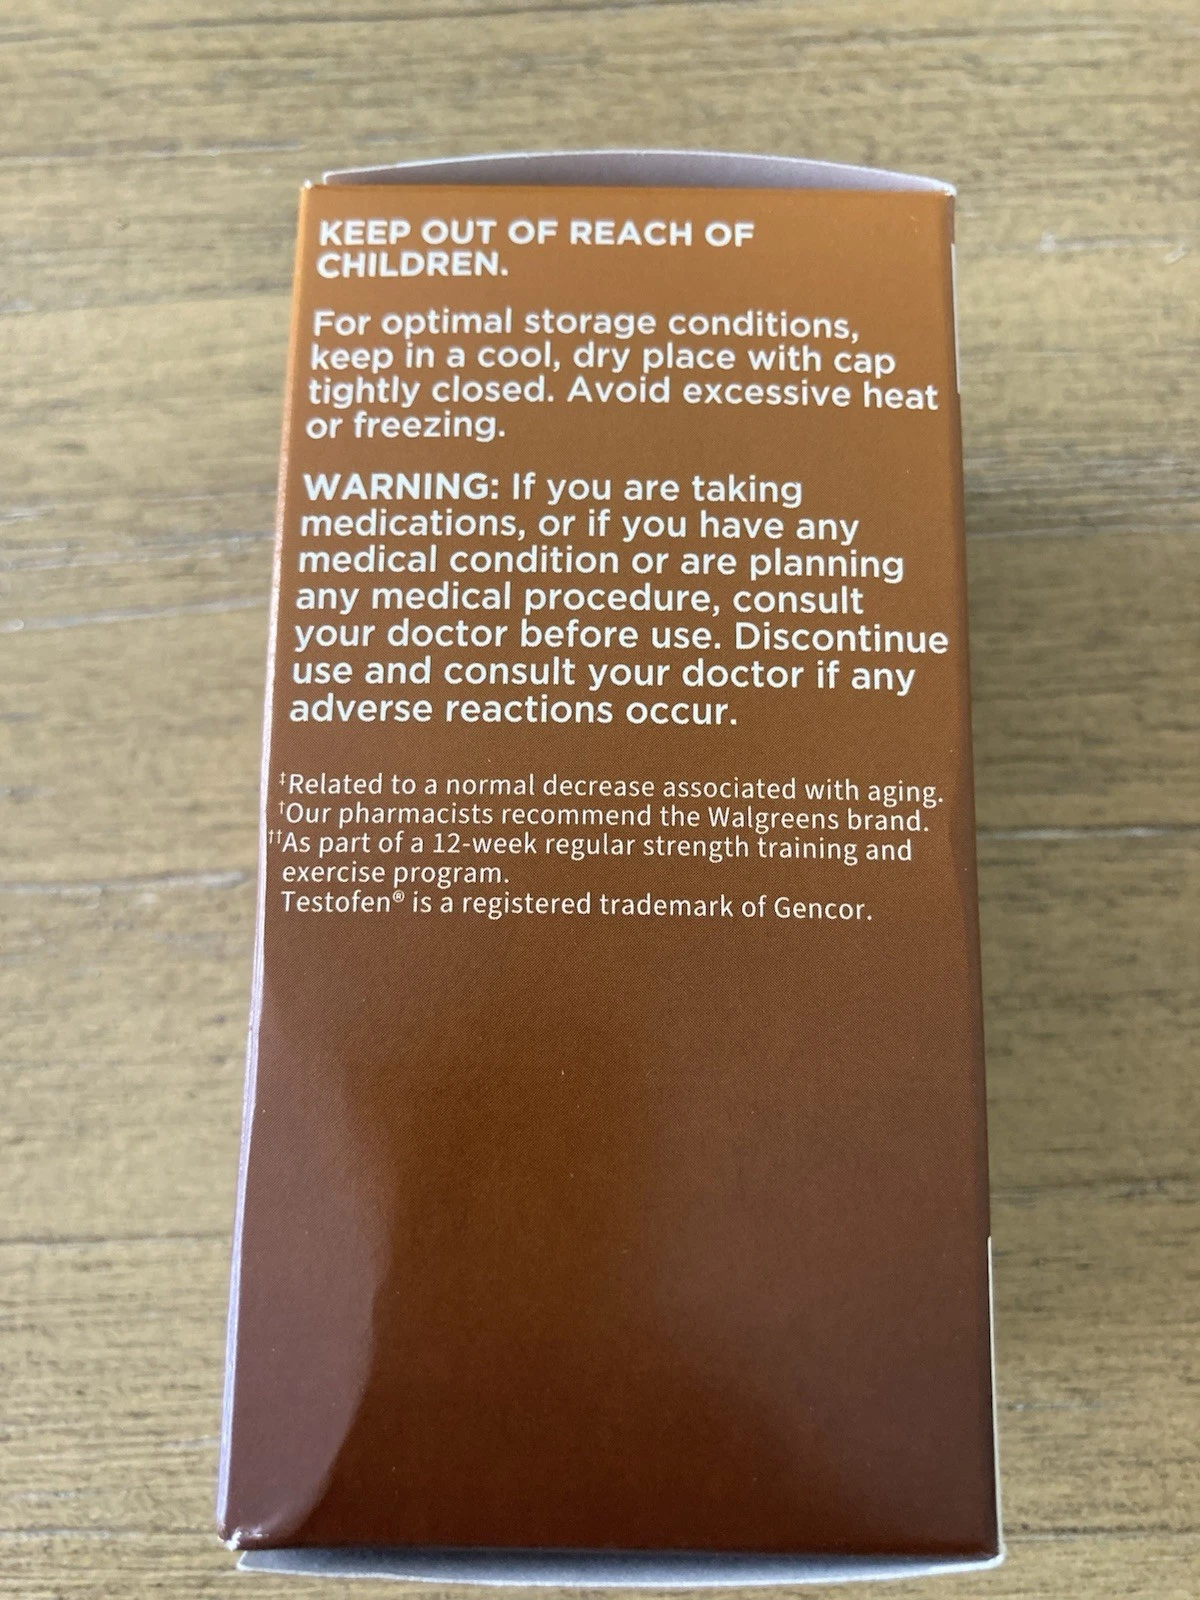 KEEP OUT OF REACH OF
CHILDREN.
For optimal storage conditions,
keep in a cool, dry place with cap
tightly closed. Avoid excessive heat
or freezing.
WARNING: If you are taking
medications, or if you have any
medical condition or are planning
any medical procedure, consult
your doctor before use. Discontinue
use and consult your doctor if any
adverse reactions occur.
‡Related to a normal decrease associated with aging.
†Our pharmacists recommend the Walgreens brand.
††As part of a 12-week regular strength training and
exercise program.
Testofen® is a registered trademark of Gencor.